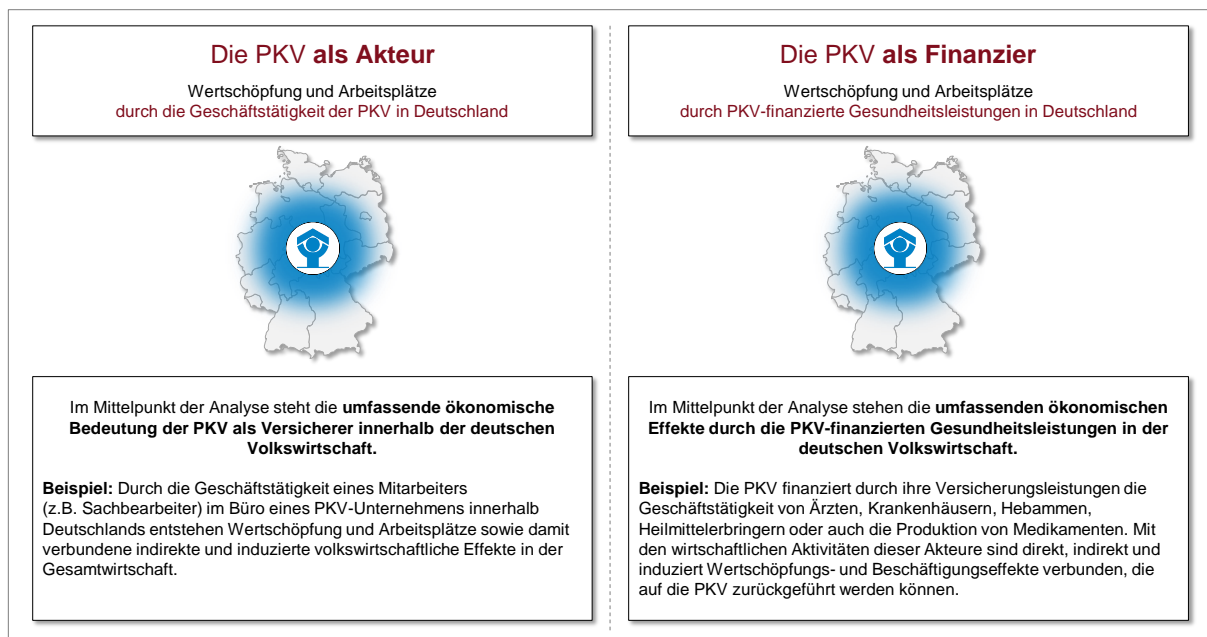 Die PKV als Akteur
Wertschöpfung und Arbeitsplätze
durch die Geschäftstätigkeit der PKV in Deutschland
Im Mittelpunkt der Analyse steht die umfassende ökonomische
Bedeutung der PKV als Versicherer innerhalb der deutschen
Volkswirtschaft.
Beispiel: Durch die Geschäftstätigkeit eines Mitarbeiters
(z.B. Sachbearbeiter) im Büro eines PKV-Unternehmens innerhalb
Deutschlands entstehen Wertschöpfung und Arbeitsplätze sowie damit
verbundene indirekte und induzierte volkswirtschaftliche Effekte in der
Gesamtwirtschaft.
Die PKV als Finanzier
Wertschöpfung und Arbeitsplätze
durch PKV-finanzierte Gesundheitsleistungen in Deutschland
Im Mittelpunkt der Analyse stehen die umfassenden ökonomischen
Effekte durch die PKV-finanzierten Gesundheitsleistungen in der
deutschen Volkswirtschaft.
Beispiel: Die PKV finanziert durch ihre Versicherungsleistungen die
Geschäftstätigkeit von Ärzten, Krankenhäusern, Hebammen,
Heilmittelerbringern oder auch die Produktion von Medikamenten. Mit
den wirtschaftlichen Aktivitäten dieser Akteure sind direkt, indirekt und
induziert Wertschöpfungs- und Beschäftigungseffekte verbunden, die
auf die PKV zurückgeführt werden können.